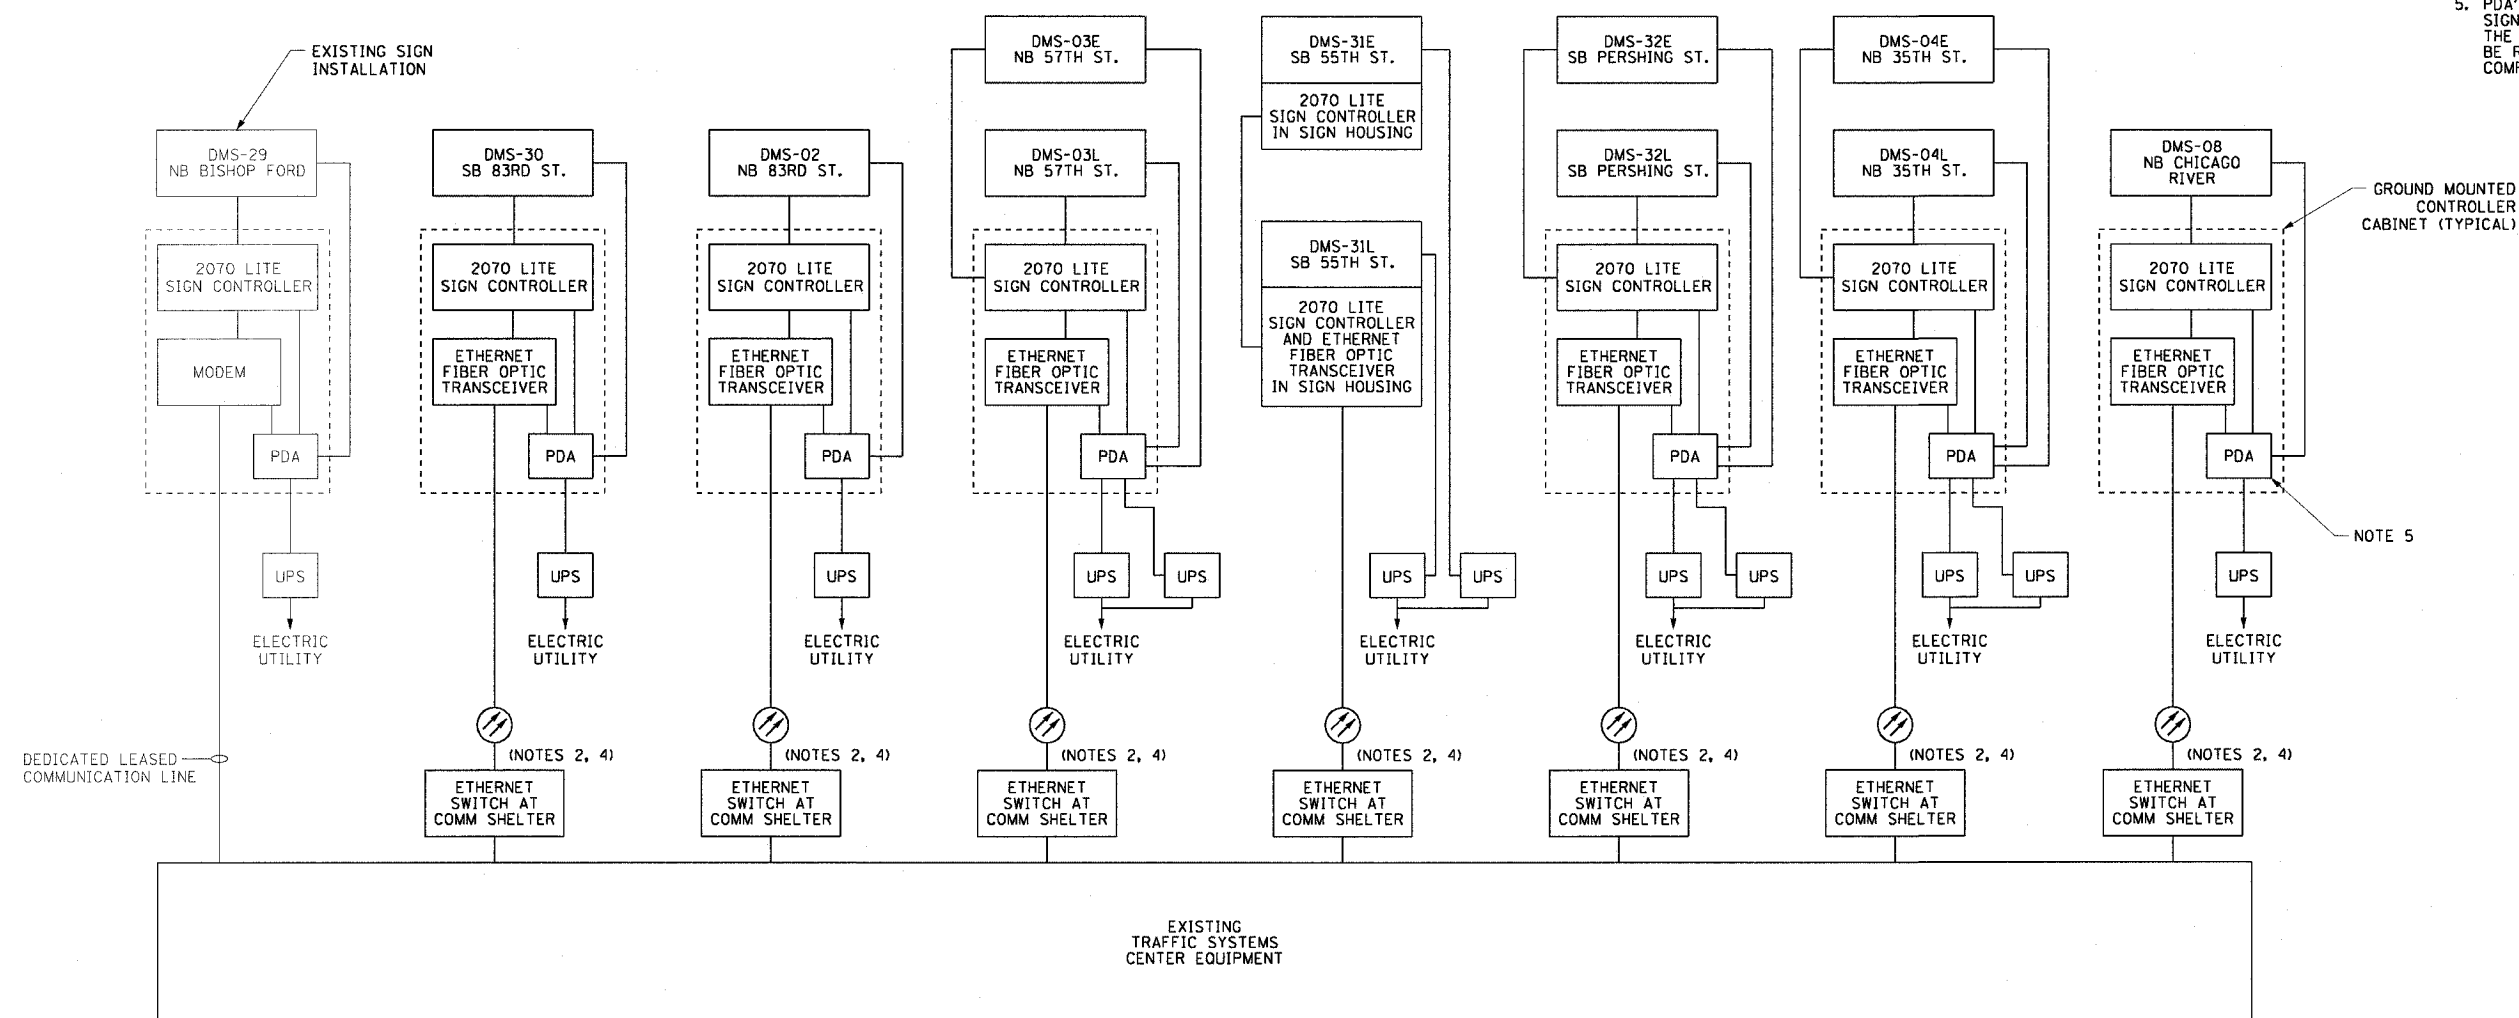 5. PDA'
SIGN
THE
BE R
COMP
EXISTING SIGN
INSTALLATION
DMS-03E
NB 57TH ST.
DMS-31E
SB 55TH ST.
2070 LITE
SIGN CONTROLLER
IN SIGN HOUSING
DMS-32E
SB PERSHING ST.
DMS-04E
NB 35TH ST.
DMS-29
NB BISHOP FORD
DMS-30
SB 83RD ST.
DMS-02
NB 83RD ST.
DMS-03L
NB 57TH ST.
DMS-32L
SB PERSHING ST.
DMS-04L
NB 35TH ST.
DMS-08
NB CHICAGO
RIVER
GROUND MOUNTED
CONTROLLER
CABINET (TYPICAL)
2070 LITE
SIGN CONTROLLER
2070 LITE
SIGN CONTROLLER
2070 LITE
SIGN CONTROLLER
2070 LITE
SIGN CONTROLLER
DMS-31L
SB 55TH ST.
2070 LITE
SIGN CONTROLLER
AND ETHERNET
FIBER OPTIC
TRANSCEIVER
IN SIGN HOUSING
2070 LITE
SIGN CONTROLLER
2070 LITE
SIGN CONTROLLER
2070 LITE
SIGN CONTROLLER
MODEM
ETHERNET
FIBER OPTIC
TRANSCEIVER
ETHERNET
FIBER OPTIC
TRANSCEIVER
ETHERNET
FIBER OPTIC
TRANSCEIVER
ETHERNET
FIBER OPTIC
TRANSCEIVER
ETHERNET
FIBER OPTIC
TRANSCEIVER
ETHERNET
FIBER OPTIC
TRANSCEIVER
PDA
PDA
PDA
PDA
PDA
PDA
PDA
NOTE 5
UPS
UPS
UPS
UPS
UPS
UPS
UPS
UPS
UPS
UPS
UPS
UPS
ELECTRIC
UTILITY
ELECTRIC
UTILITY
ELECTRIC
UTILITY
ELECTRIC
UTILITY
ELECTRIC
UTILITY
ELECTRIC
UTILITY
ELECTRIC
UTILITY
ELECTRIC
UTILITY
DEDICATED LEASED
COMMUNICATION LINE
(NOTES 2, 4)
(NOTES 2, 4)
(NOTES 2, 4)
(NOTES 2, 4)
(NOTES 2, 4)
(NOTES 2, 4)
(NOTES 2, 4)
ETHERNET
SWITCH AT
COMM SHELTER
ETHERNET
SWITCH AT
COMM SHELTER
ETHERNET
SWITCH AT
COMM SHELTER
ETHERNET
SWITCH AT
COMM SHELTER
ETHERNET
SWITCH AT
COMM SHELTER
ETHERNET
SWITCH AT
COMM SHELTER
ETHERNET
SWITCH AT
COMM SHELTER
EXISTING
TRAFFIC SYSTEMS
CENTER EQUIPMENT